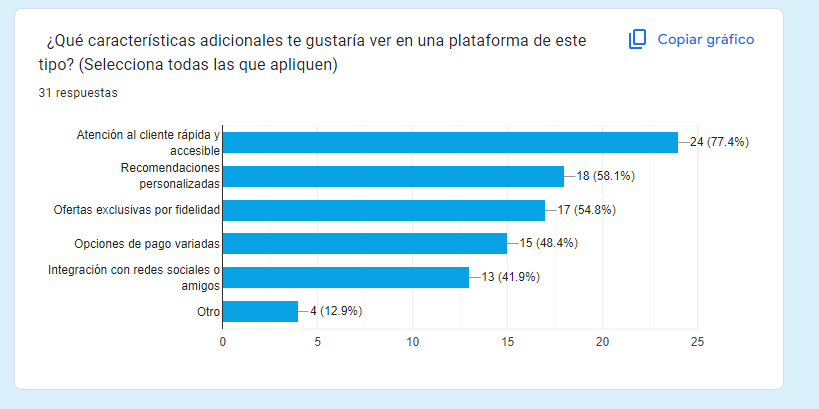 ¿Qué características adicionales te gustaría ver en una plataforma de este
tipo? (Selecciona todas las que apliquen)
Copiar gráfico
31 respuestas
Atención al cliente rápida y
accesible
24 (77.4%)
Recomendaciones
personalizadas
18 (58.1%)
Ofertas exclusivas por fidelidad
17 (54.8%)
Opciones de pago variadas
15 (48.4%)
Integración con redes sociales o
amigos
13 (41.9%)
Otro
4 (12.9%)
0 5 10 15 20 25